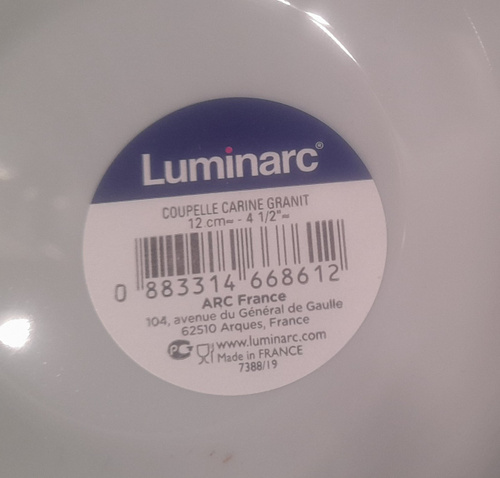 Luminarc®
COUPELLE CARINE GRANIT
12 cm≈ - 4 1/2"≈
0 883314 668612
ARC France
104, avenue du Général de Gaulle
62510 Arques, France
www.luminarc.com
Made in FRANCE
7388/19